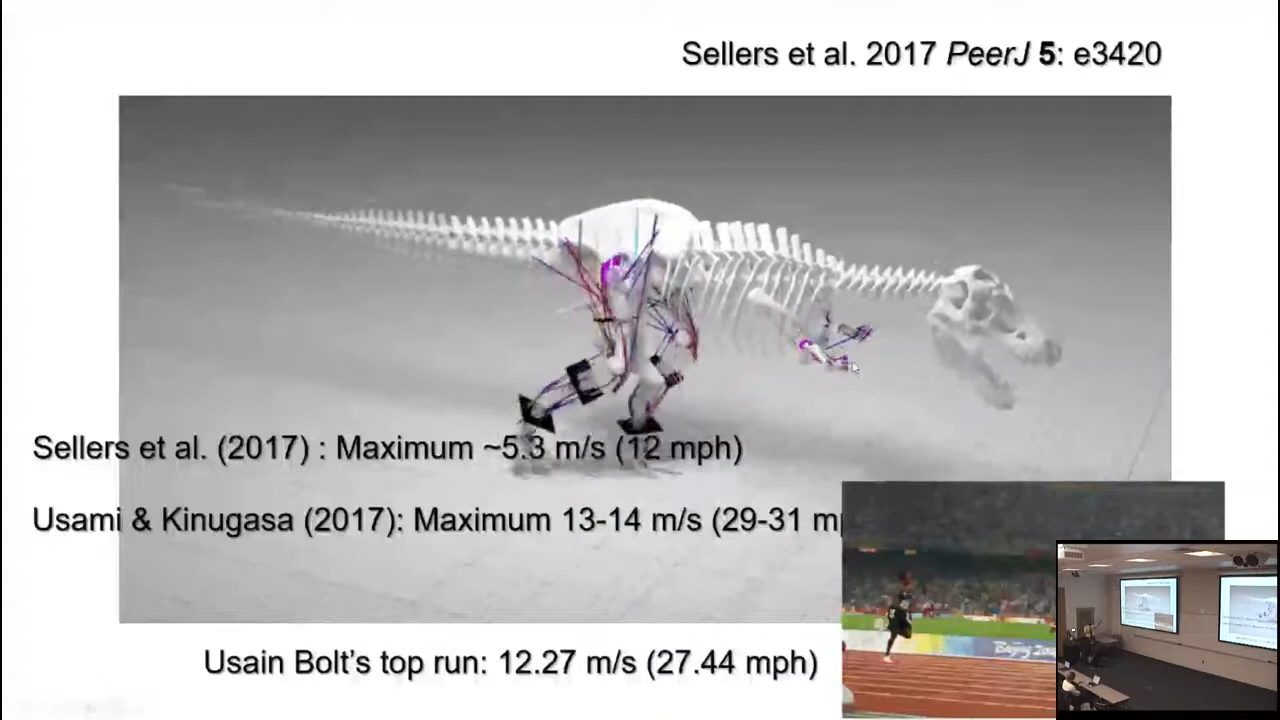 Sellers et al. 2017 PeerJ 5: e3420
Sellers et al. (2017) : Maximum ~5.3 m/s (12 mph)
Usami & Kinugasa (2017): Maximum 13-14 m/s (29-31
Usain Bolt's top run: 12.27 m/s (27.44 mph)
Beijing